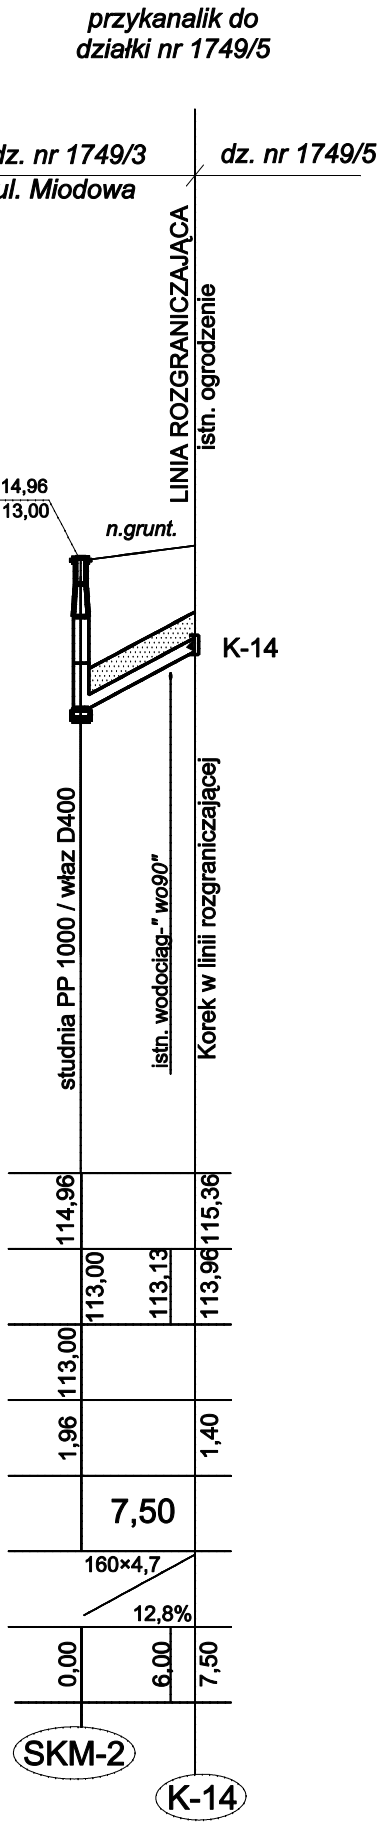 przykanalik do
działki nr 1749/5
dz. nr 1749/3
dz. nr 1749/5
ul. Miodowa
LINIA ROZGRANICZAJĄCA
istn. ogrodzenie
14,96
13,00
n.grunt.
K-14
studnia PP 1000 / właz D400
istn. wodociąg-" wo90"
Korek w linii rozgraniczającej
114,96
115,36
113,00
113,13
113,96
113,00
1,96
1,40
7,50
160×4,7
12,8%
0,00
6,00
7,50
SKM-2
K-14